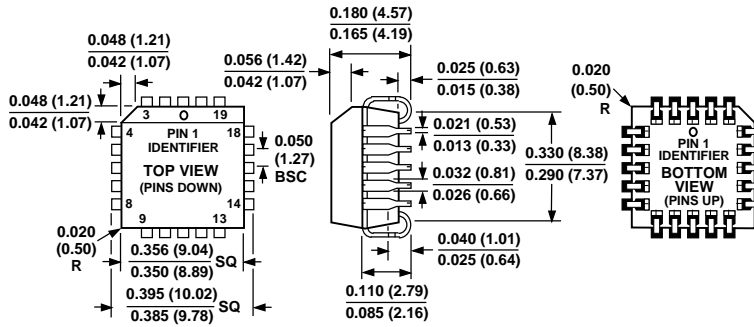 0.048 (1.21)
0.042 (1.07)
0.048 (1.21)
0.042 (1.07)
3
19
4
PIN 1
IDENTIFIER
18
TOP VIEW
(PINS DOWN)
8
14
9
13
0.050
(1.27)
BSC
0.020
(0.50)
R
0.356 (9.04)
0.350 (8.89)
SQ
0.395 (10.02)
0.385 (9.78)
SQ
0.180 (4.57)
0.165 (4.19)
0.056 (1.42)
0.042 (1.07)
0.025 (0.63)
0.015 (0.38)
0.021 (0.53)
0.013 (0.33)
0.032 (0.81)
0.026 (0.66)
0.330 (8.38)
0.290 (7.37)
0.040 (1.01)
0.025 (0.64)
0.110 (2.79)
0.085 (2.16)
0.020
(0.50)
R
PIN 1
IDENTIFIER
BOTTOM
VIEW
(PINS UP)